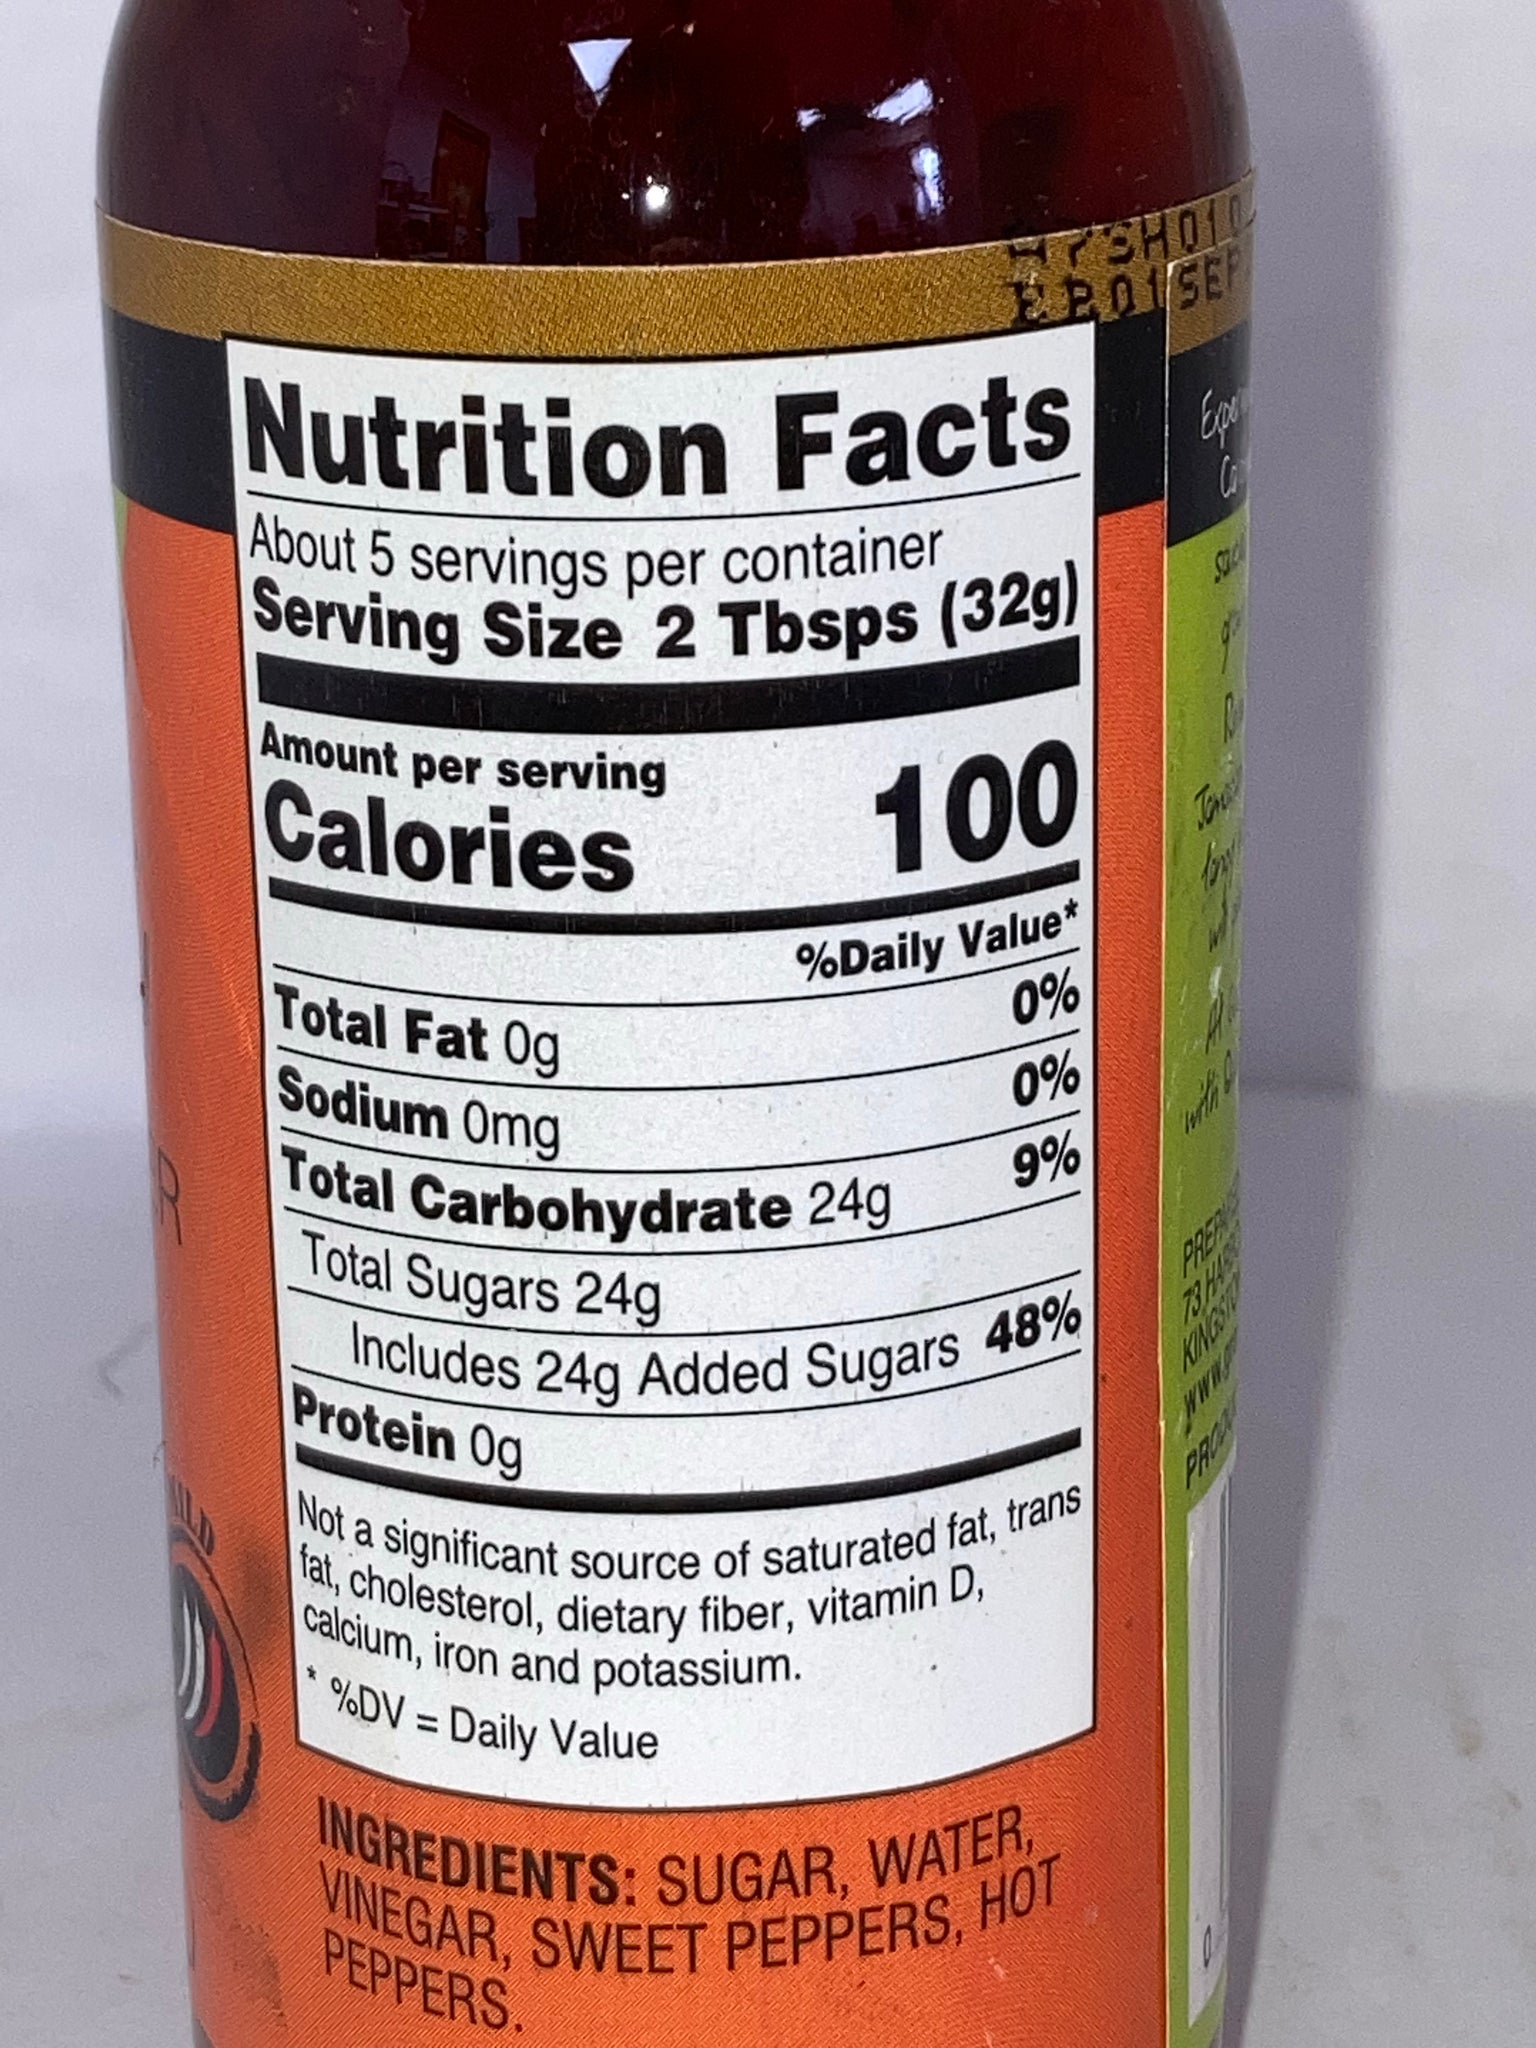 Nutrition Facts
About 5 servings per container
Serving Size 2 Tbsps (32g)
Amount per serving
Calories 100
%Daily Value*
Total Fat 0g 0%
Sodium 0mg 0%
Total Carbohydrate 24g 9%
Total Sugars 24g
Includes 24g Added Sugars 48%
Protein 0g
Not a significant source of saturated fat, trans
fat, cholesterol, dietary fiber, vitamin D,
calcium, iron and potassium.
* %DV = Daily Value
INGREDIENTS: SUGAR, WATER,
VINEGAR, SWEET PEPPERS, HOT
PEPPERS.
01SEP
with
73